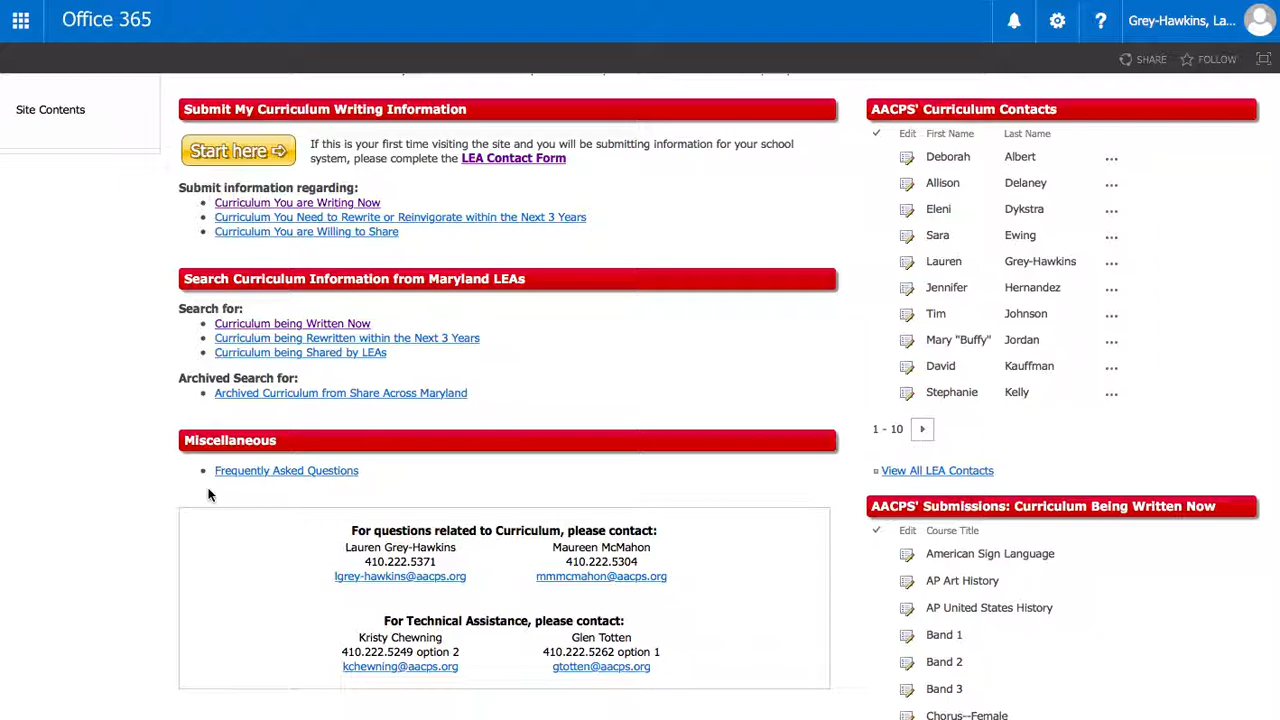 Office 365
Grey-Hawkins, La...
SHARE
FOLLOW
Site Contents
Submit My Curriculum Writing Information
Start here
If this is your first time visiting the site and you will be submitting information for your school
system, please complete the LEA Contact Form
Submit information regarding:
Curriculum You are Writing Now
Curriculum You Need to Rewrite or Reinvigorate within the Next 3 Years
Curriculum You are Willing to Share
Search Curriculum Information from Maryland LEAs
Search for:
Curriculum being Written Now
Curriculum being Rewritten within the Next 3 Years
Curriculum being Shared by LEAs
Archived Search for:
Archived Curriculum from Share Across Maryland
Miscellaneous
Frequently Asked Questions
For questions related to Curriculum, please contact:
Lauren Grey-Hawkins Maureen McMahon
410.222.5371 410.222.5304
lgrey-hawkins@aacps.org mmmcmahon@aacps.org
For Technical Assistance, please contact:
Kristy Chewning Glen Totten
410.222.5249 option 2 410.222.5262 option 1
kchewning@aacps.org gtotten@aacps.org
AACPS' Curriculum Contacts
Edit First Name Last Name
Deborah Albert ...
Allison Delaney ...
Eleni Dykstra ...
Sara Ewing ...
Lauren Grey-Hawkins ...
Jennifer Hernandez ...
Tim Johnson ...
Mary "Buffy" Jordan ...
David Kauffman ...
Stephanie Kelly ...
1 - 10
View All LEA Contacts
AACPS' Submissions: Curriculum Being Written Now
Edit Course Title
American Sign Language
AP Art History
AP United States History
Band 1
Band 2
Band 3
Chorus--Female